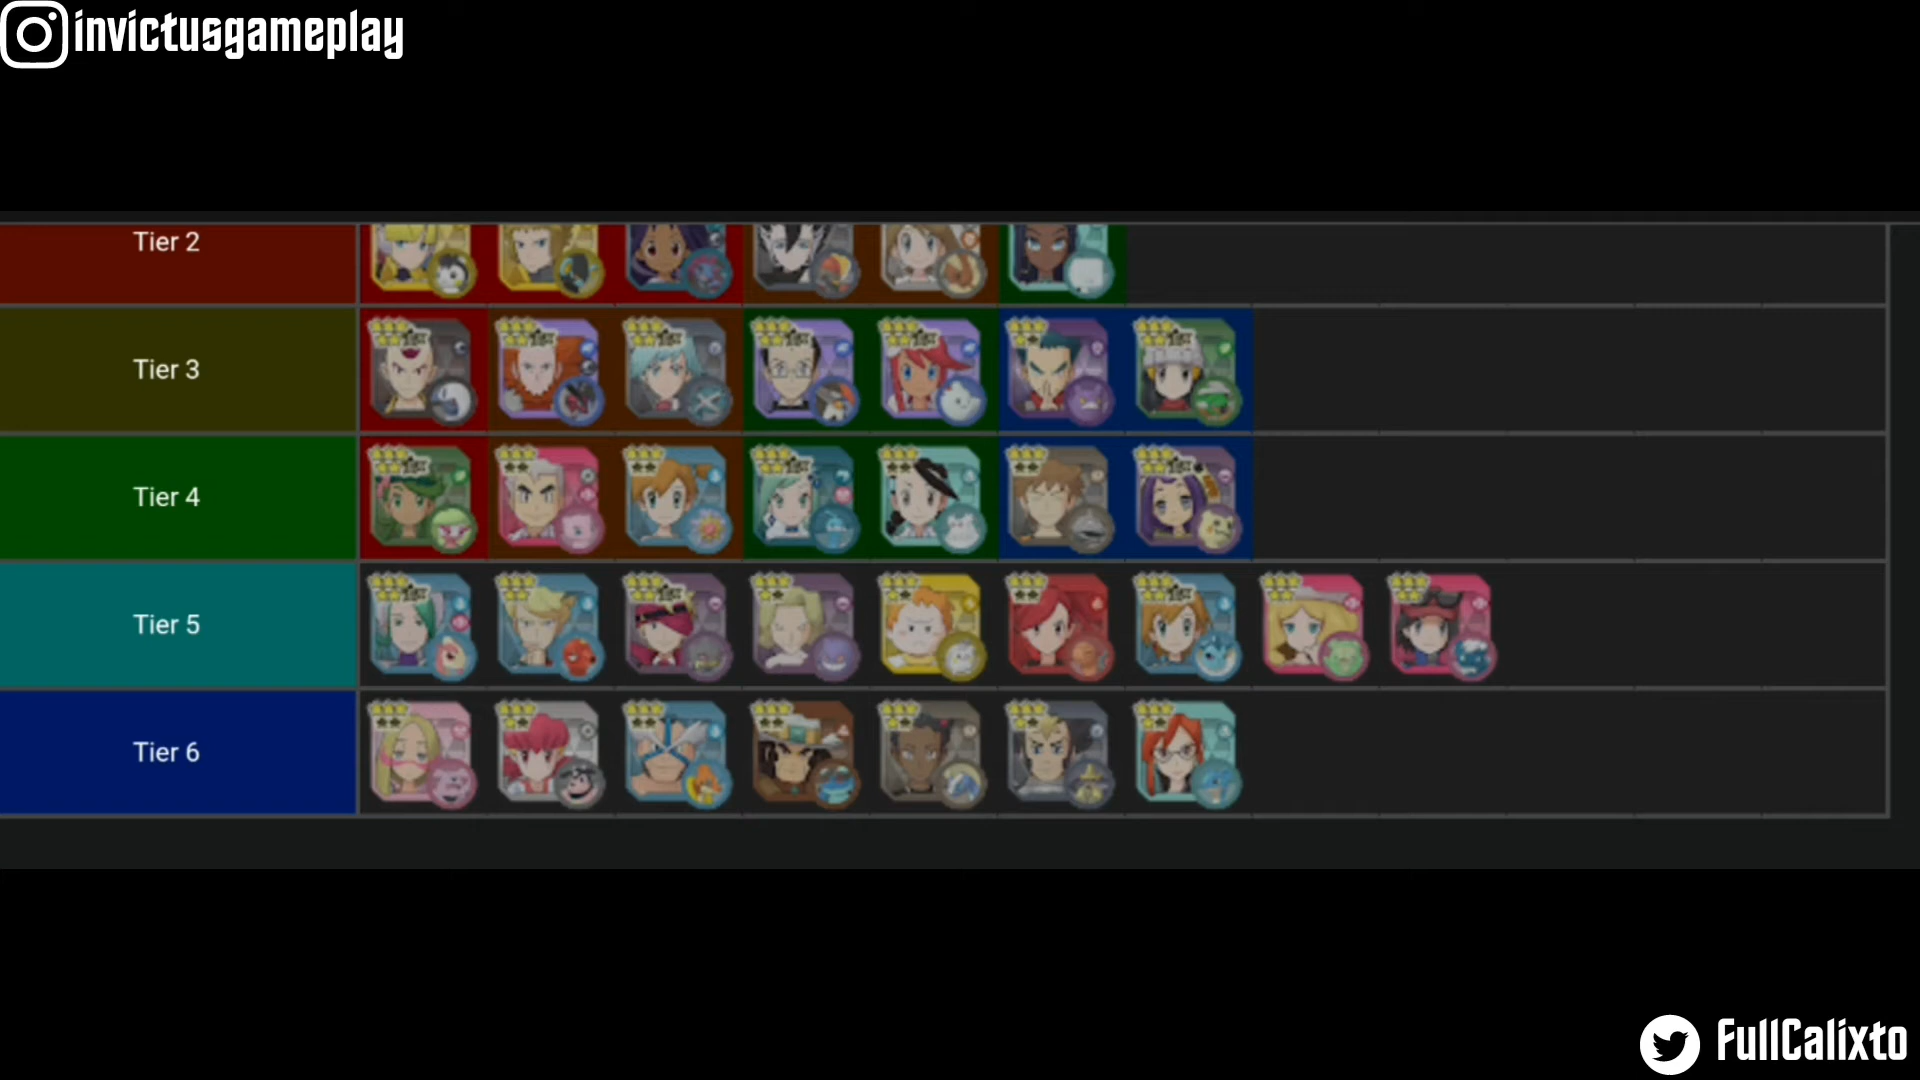 invictusgameplay
Tier 2
Tier 3
Tier 4
Tier 5
Tier 6
FullCalixto